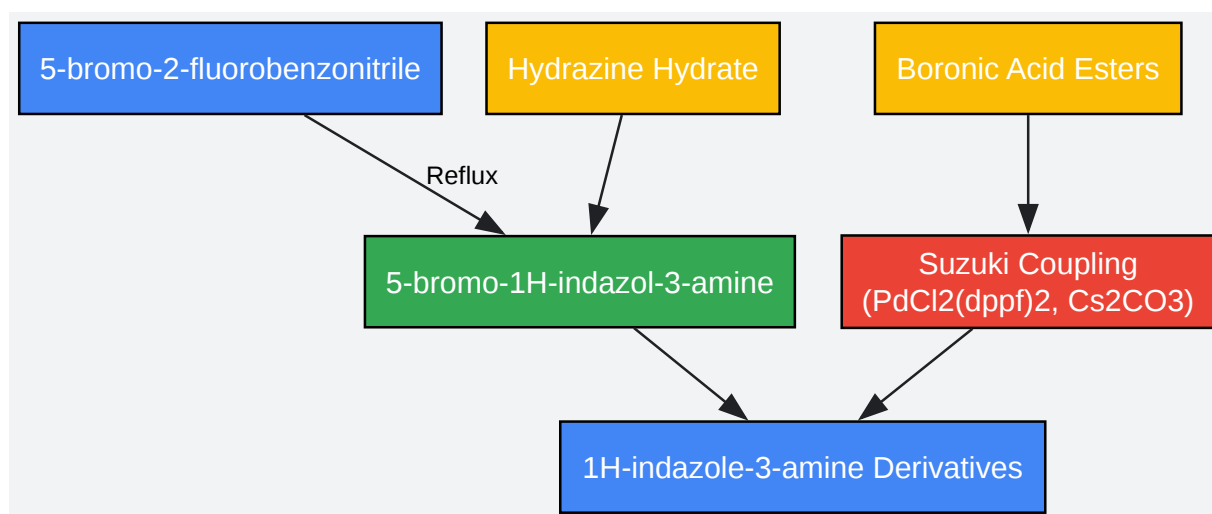 5-bromo-2-fluorobenzonitrile
Hydrazine Hydrate
Boronic Acid Esters
Reflux
5-bromo-1H-indazol-3-amine
Suzuki Coupling
(PdCl2(dppf)2, Cs2CO3)
1H-indazole-3-amine Derivatives